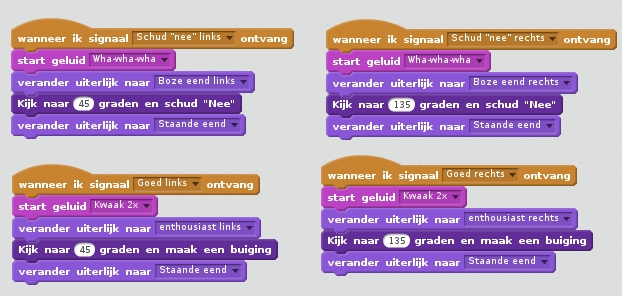 wanneer ik signaal Schud "nee" links ontvang
start geluid Wha-wha-wha
verander uiterlijk naar Boze eend links
Kijk naar 45 graden en schud "Nee"
verander uiterlijk naar Staande eend
wanneer ik signaal Schud "nee" rechts ontvang
start geluid Wha-wha-wha
verander uiterlijk naar Boze eend rechts
Kijk naar 135 graden en schud "Nee"
verander uiterlijk naar Staande eend
wanneer ik signaal Goed links ontvang
start geluid Kwaak 2x
verander uiterlijk naar enthousiast links
Kijk naar 45 graden en maak een buiging
verander uiterlijk naar Staande eend
wanneer ik signaal Goed rechts ontvang
start geluid Kwaak 2x
verander uiterlijk naar enthousiast rechts
Kijk naar 135 graden en maak een buiging
verander uiterlijk naar Staande eend